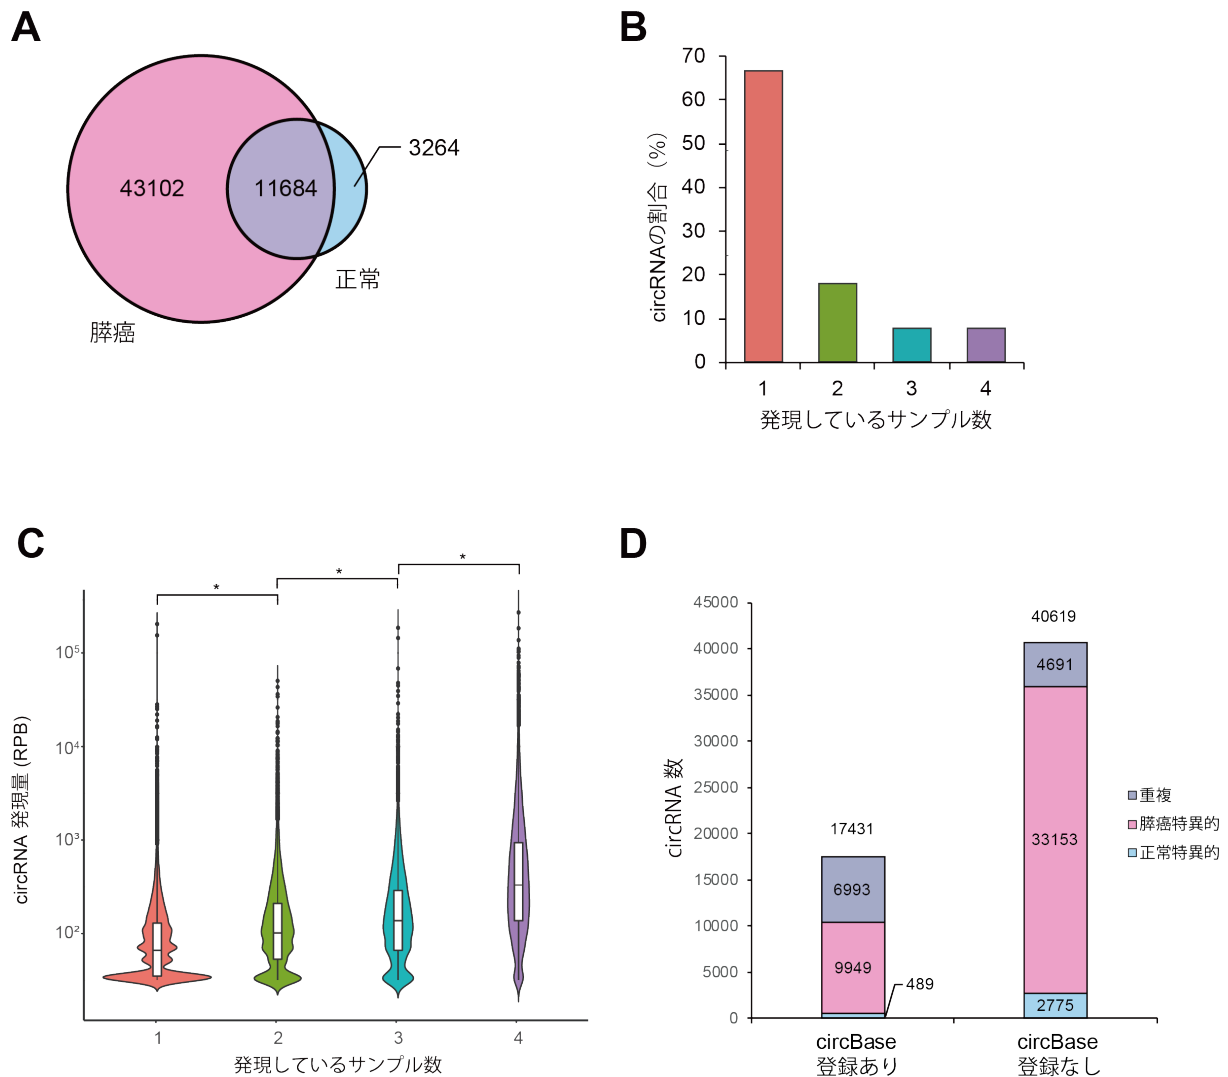 A
43102
11684
3264
正常
膵癌
B
circRNAの割合 (%)
70
60
50
40
30
20
10
0
1 2 3 4
発現しているサンプル数
C
circRNA 発現量 (RPB)
* * *
10⁵
10⁴
10³
10²
1 2 3 4
発現しているサンプル数
D
circRNA 数
45000
40000
35000
30000
25000
20000
15000
10000
5000
0
17431
6993
9949
489
40619
4691
33153
2775
circBase
登録あり
circBase
登録なし
重複
膵癌特異的
正常特異的